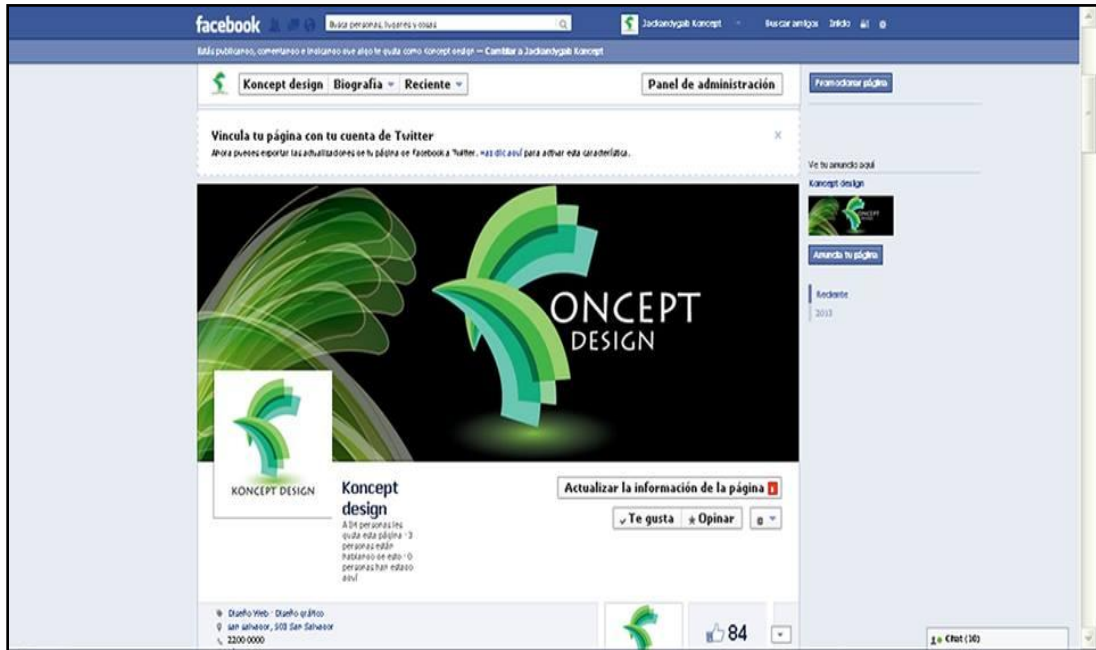 facebook
Busca personas, lugares y cosas
Jackandygab Koncept
Buscar amigos Inicio
Estás publicando, comentando e indicando que algo te gusta como Koncept design — Cambiar a Jackandygab Koncept
Koncept design Biografía Reciente
Panel de administración
Promocionar página
Vincula tu página con tu cuenta de Twitter
Ahora puedes exportar las actualizaciones de tu página de Facebook a Twitter. Haz clic aquí para activar esta característica.
Ve tu anuncio aquí
Koncept design
ONCEPT
DESIGN
Anuncia tu página
Reciente
2013
ONCEPT
DESIGN
KONCEPT DESIGN
Koncept
design
A 84 personas les
gusta esta página · 3
personas están
hablando de esto · 0
personas han estado
aquí
Actualizar la información de la página
Te gusta Opinar
Diseño Web · Diseño gráfico
san salvador, 503 San Salvador
2200-0000
84
Chat (30)